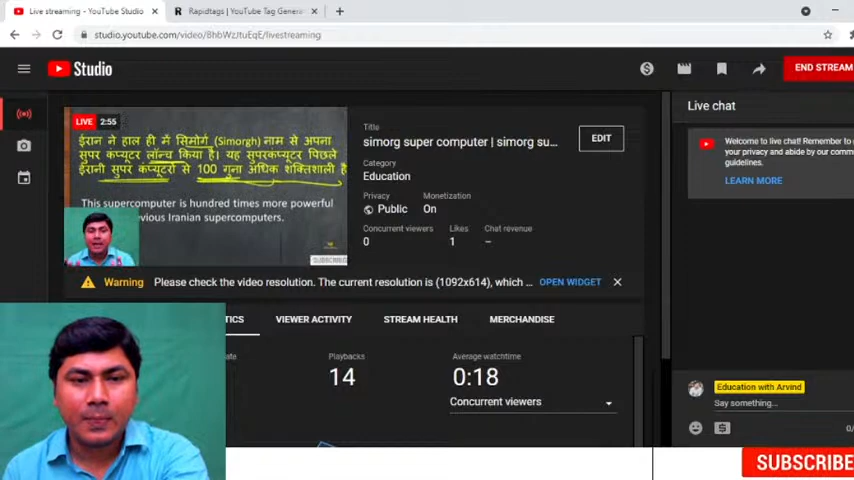 Live streaming - YouTube Studio
Rapidtags | YouTube Tag Genera
studio.youtube.com/video/8hbWzJtuEqE/livestreaming
Studio
END STREAM
LIVE 2:55
ईरान ने हाल ही में सिमोर्ग (Simorgh) नाम से अपना
सुपर कंप्यूटर लॉन्च किया है। यह सुपरकंप्यूटर पिछले
ईरानी सुपर कंप्यूटरों से 100 गुना अधिक शक्तिशाली है
This supercomputer is hundred times more powerful
vious Iranian supercomputers.
SUBSCRIBE
Title
simorg super computer | simorg su...
EDIT
Category
Education
Privacy
Monetization
Public
On
Concurrent viewers
Likes
Chat revenue
0
1
–
Warning
Please check the video resolution. The current resolution is (1092x614), which ...
OPEN WIDGET
TICS
VIEWER ACTIVITY
STREAM HEALTH
MERCHANDISE
ate
Playbacks
Average watchtime
14
0:18
Concurrent viewers
Live chat
Welcome to live chat! Remember to
your privacy and abide by our comm
guidelines.
LEARN MORE
Education with Arvind
Say something...
0/
SUBSCRIBE